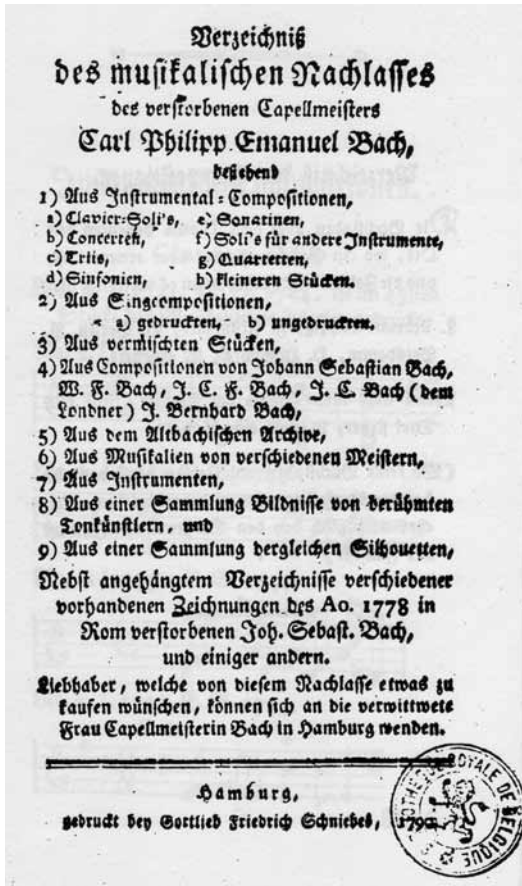 Verzeichniß
des musikalischen Nachlasses
des verstorbenen Capellmeisters
Carl Philipp Emanuel Bach,
bestehend
1) Aus Instrumental-Compositionen,
a) Clavier-Soli's, e) Sonatinen,
b) Concerten, f) Soli's für andere Instrumente,
c) Trìis, g) Quartetten,
d) Sinfonien, h) kleineren Stücken.
2) Aus Singcompositionen,
a) gedruckten, b) ungedruckten.
3) Aus vermischten Stücken,
4) Aus Compositionen von Johann Sebastian Bach,
W. F. Bach, J. C. F. Bach, J. C. Bach (dem
Londner) J. Bernhard Bach,
5) Aus dem Altbachischen Archive,
6) Aus Musikalien von verschiedenen Meistern,
7) Aus Instrumenten,
8) Aus einer Sammlung Bildnisse von berühmten
Tonkünstlern, und
9) Aus einer Sammlung dergleichen Silhouetten,
Nebst angehängtem Verzeichnisse verschiedener
vorhandenen Zeichnungen des Ao. 1778 in
Rom verstorbenen Joh. Sebast. Bach,
und einiger andern.
Liebhaber, welche von diesem Nachlasse etwas zu
kaufen wünschen, können sich an die verwittwete
Frau Capellmeisterin Bach in Hamburg wenden.
Hamburg,
gedruckt bey Gottlieb Friedrich Schniebes, 1790.
BIBLIOTHEQUE ROYALE DE BELGIQUE